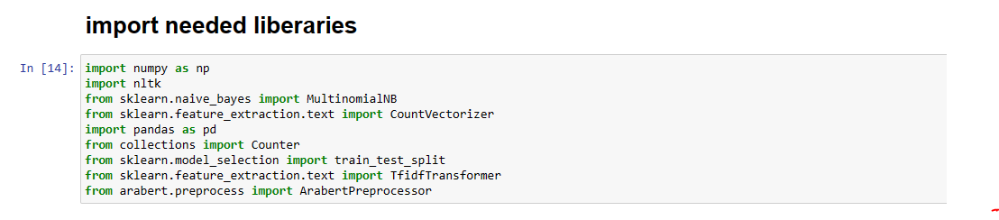 import needed liberaries
In [14]:
import numpy as np
import nltk
from sklearn.naive_bayes import MultinomialNB
from sklearn.feature_extraction.text import CountVectorizer
import pandas as pd
from collections import Counter
from sklearn.model_selection import train_test_split
from sklearn.feature_extraction.text import TfidfTransformer
from arabert.preprocess import ArabertPreprocessor